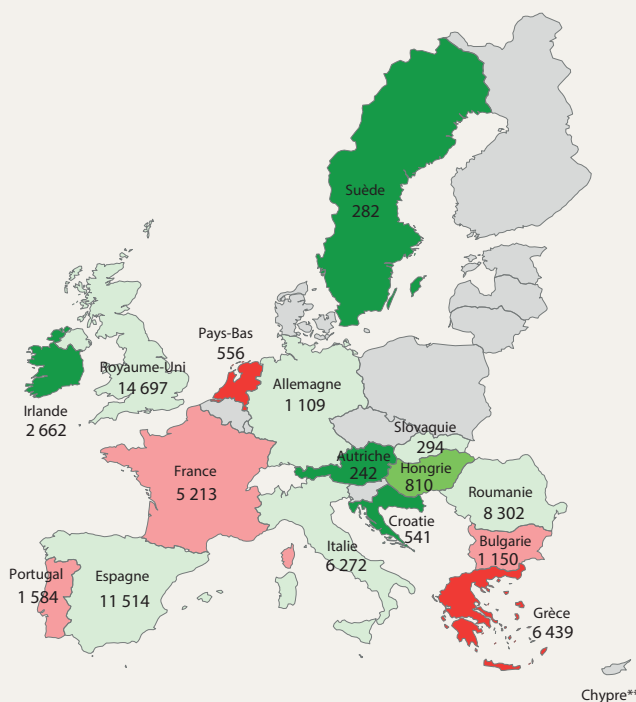 Suède
282
Pays-Bas
556
Royaume-Uni
14 697
Allemagne
1 109
Irlande
2 662
Slovaquie
294
Autriche
242
Hongrie
810
France
5 213
Roumanie
8 302
Croatie
541
Italie
6 272
Bulgarie
1 150
Portugal
1 584
Espagne
11 514
Grèce
6 439
Chypre**